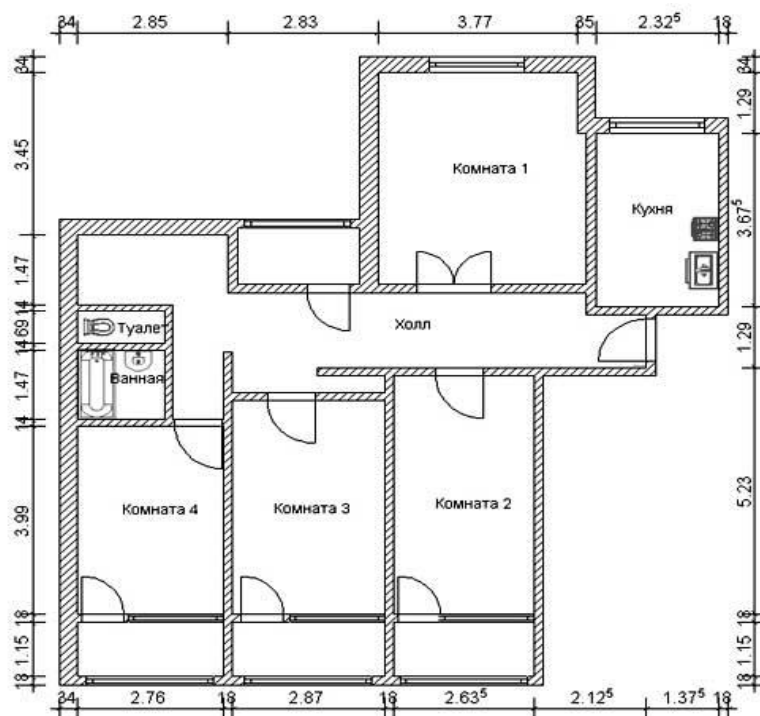 34 2.85 2.83 3.77 35 2.32⁵ 18
34
3.45
1.47
14
69
14
1.47
14
3.99
18
1.15
18
34
1.29
3.67⁵
1.29
5.23
18
1.15
18
Комната 1
Кухня
Холл
Туалет
Ванная
Комната 4
Комната 3
Комната 2
34 2.76 18 2.87 18 2.63⁵ 2.12⁵ 1.37⁵ 18